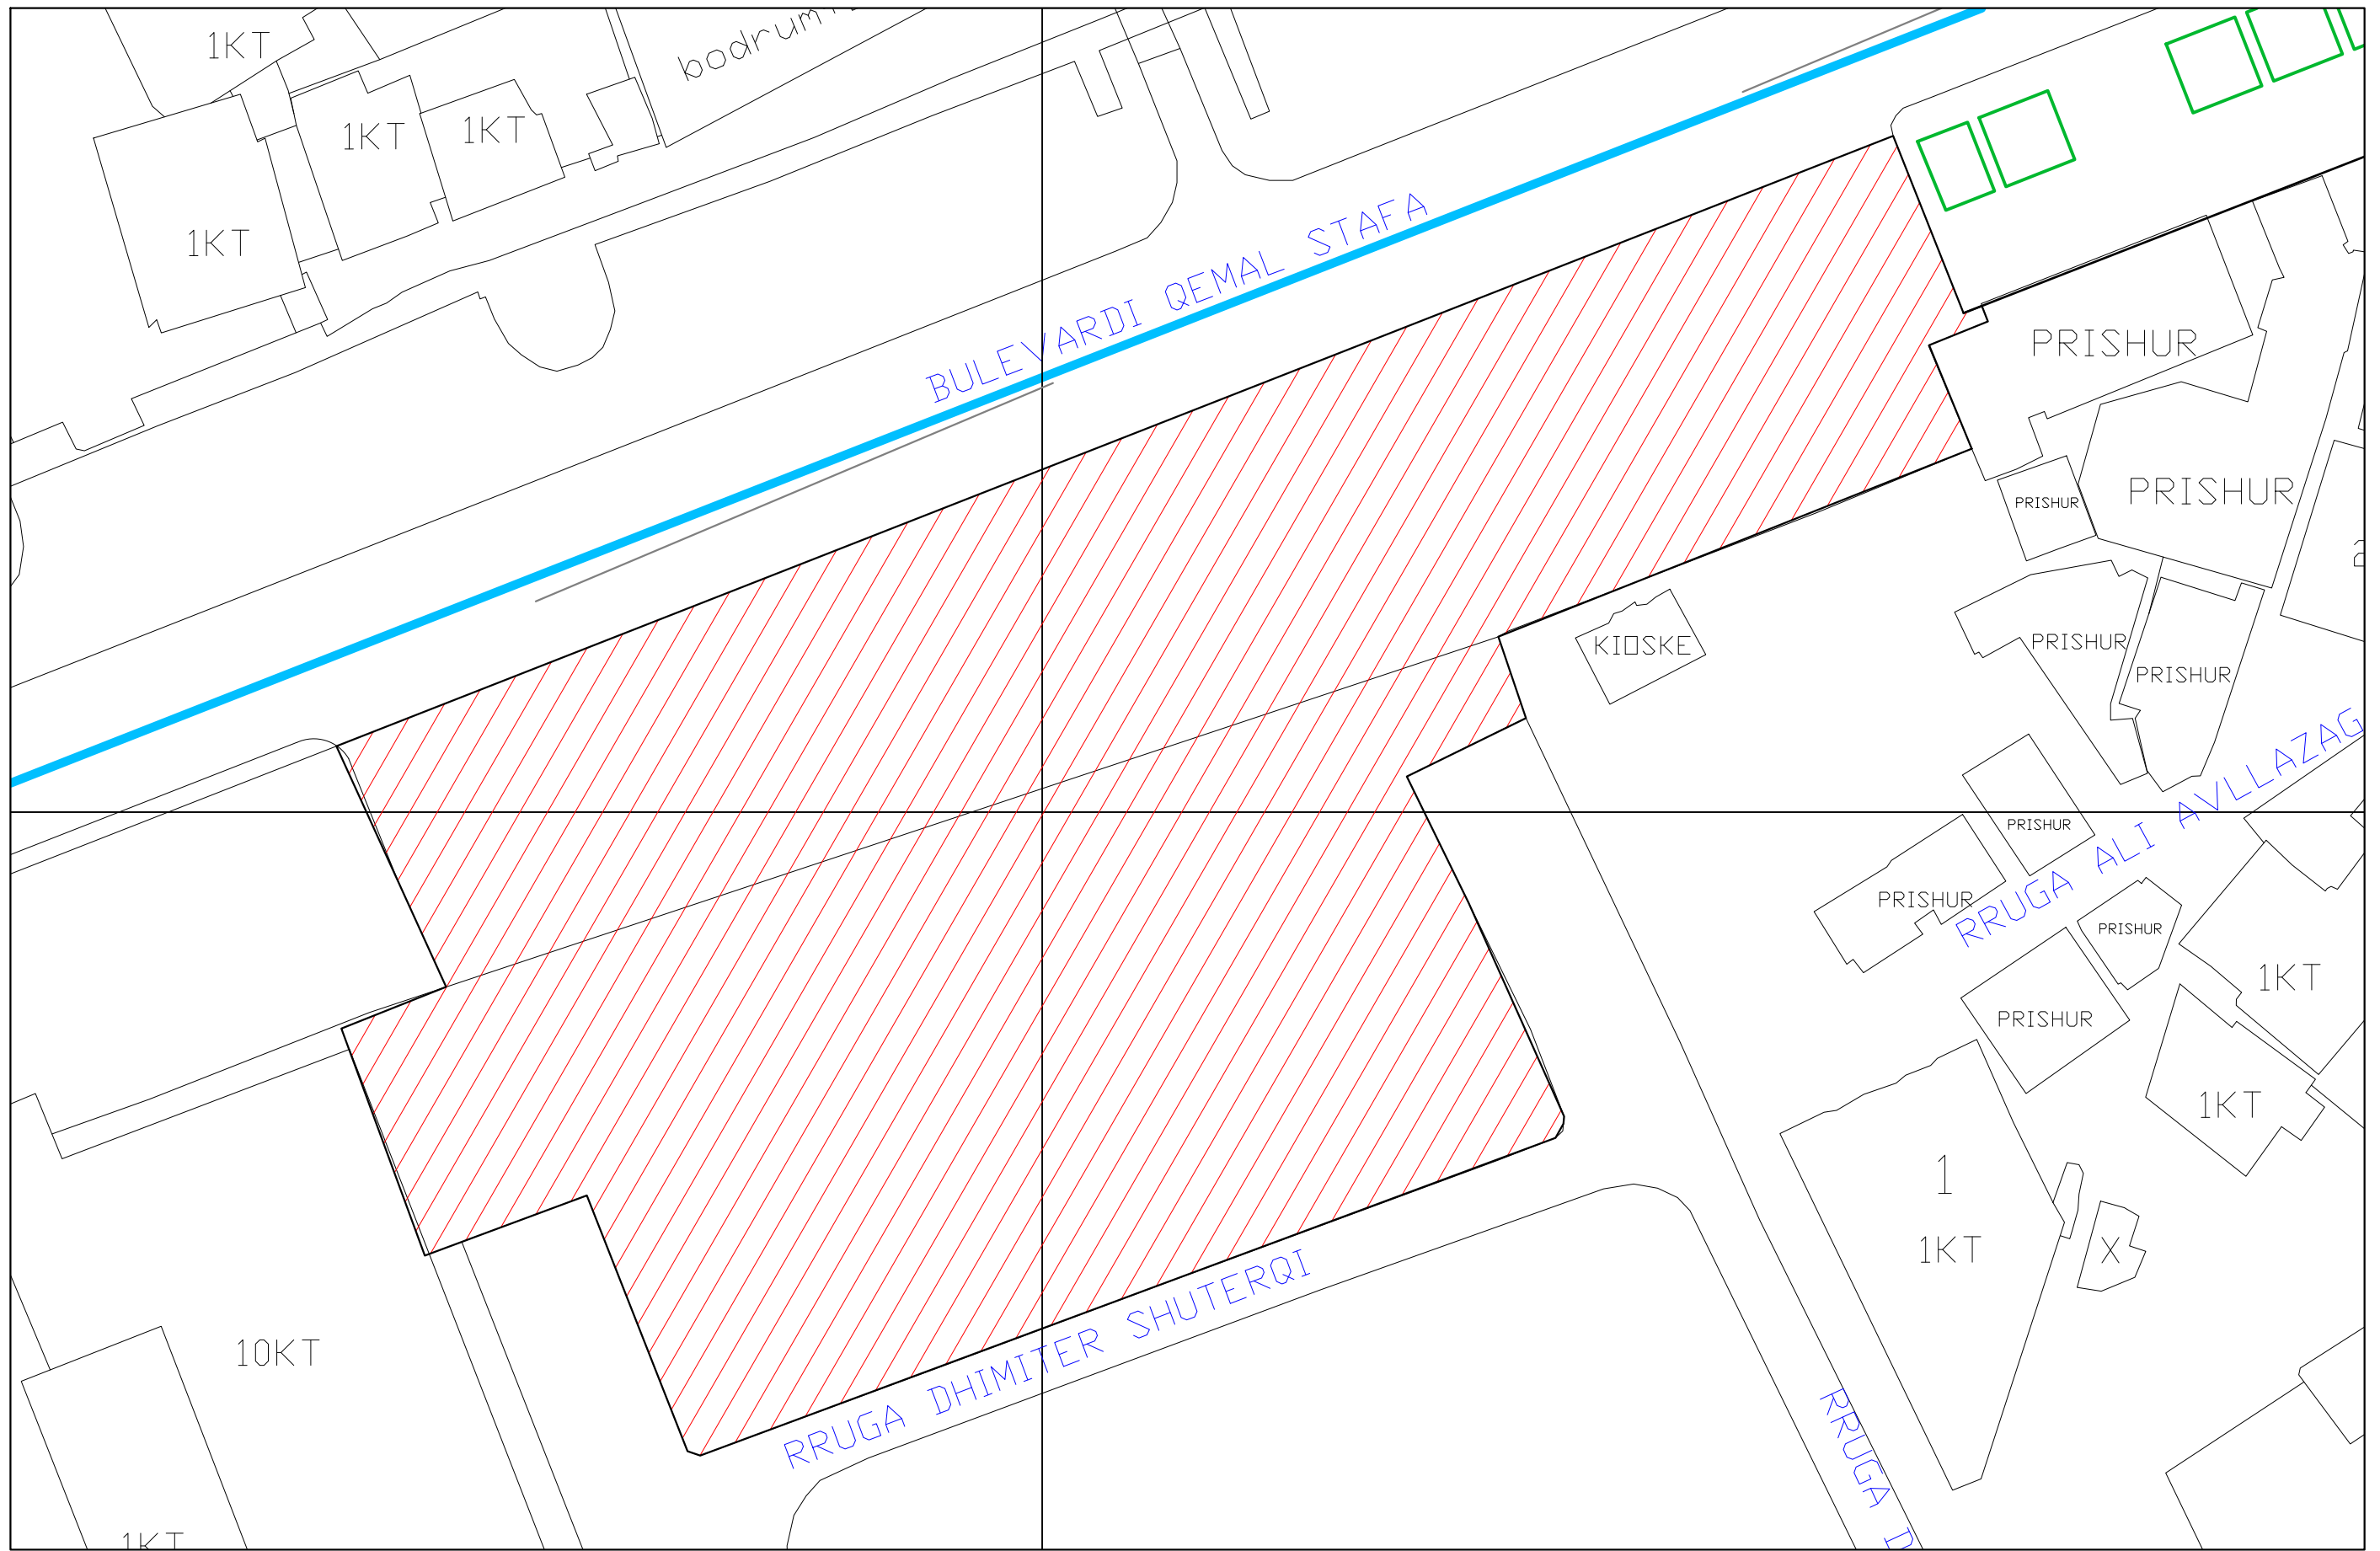 1KT
bodrum
1KT
1KT
1KT
BULEVARDI QEMAL STAFA
PRISHUR
PRISHUR
PRISHUR
KIOSKE
PRISHUR
PRISHUR
PRISHUR
RRUGA ALI AVLLAZAG
PRISHUR
PRISHUR
1KT
PRISHUR
1KT
1
1KT
X
RRUGA DHIMITER SHUTERQI
10KT
RRUGA D
1KT